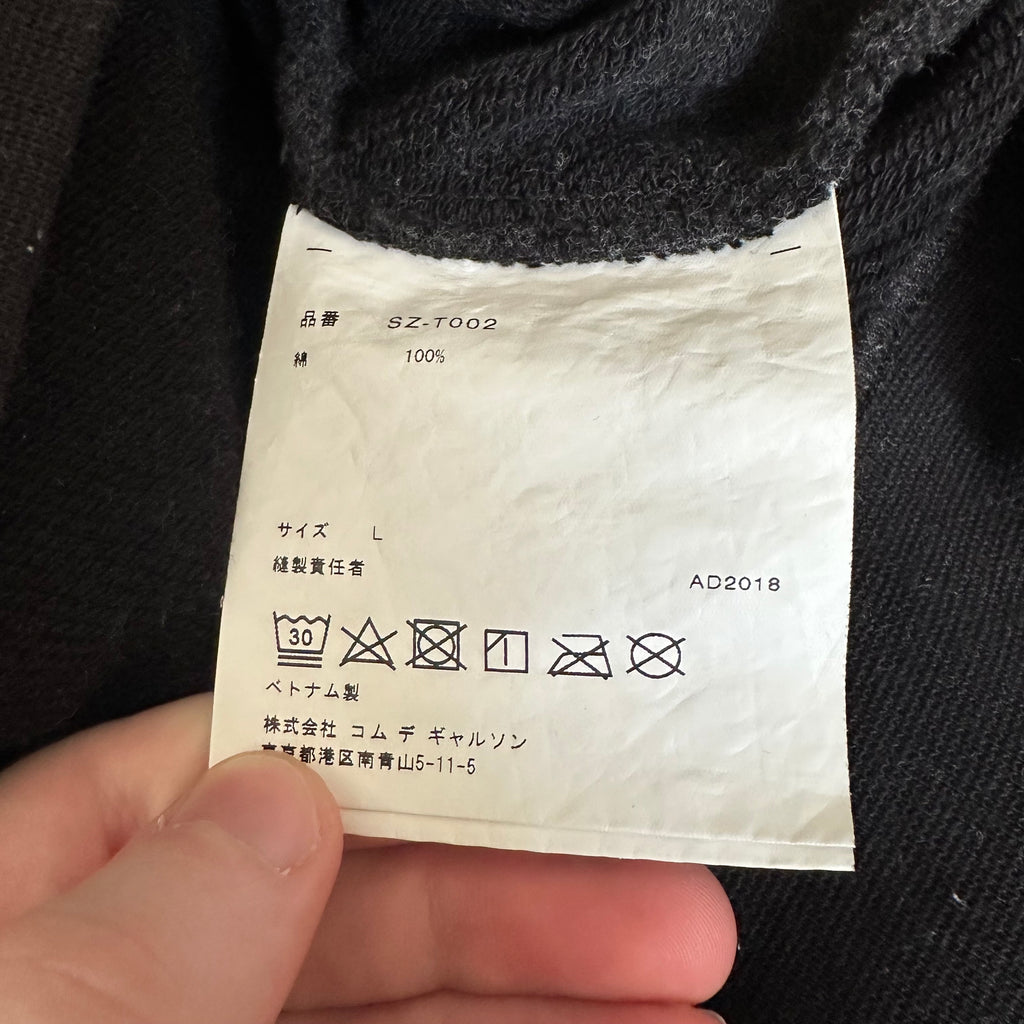 品番 SZ-T002
綿 100%
サイズ L
縫製責任者
AD2018
30
ベトナム製
株式会社 コム デ ギャルソン
東京都港区南青山5-11-5